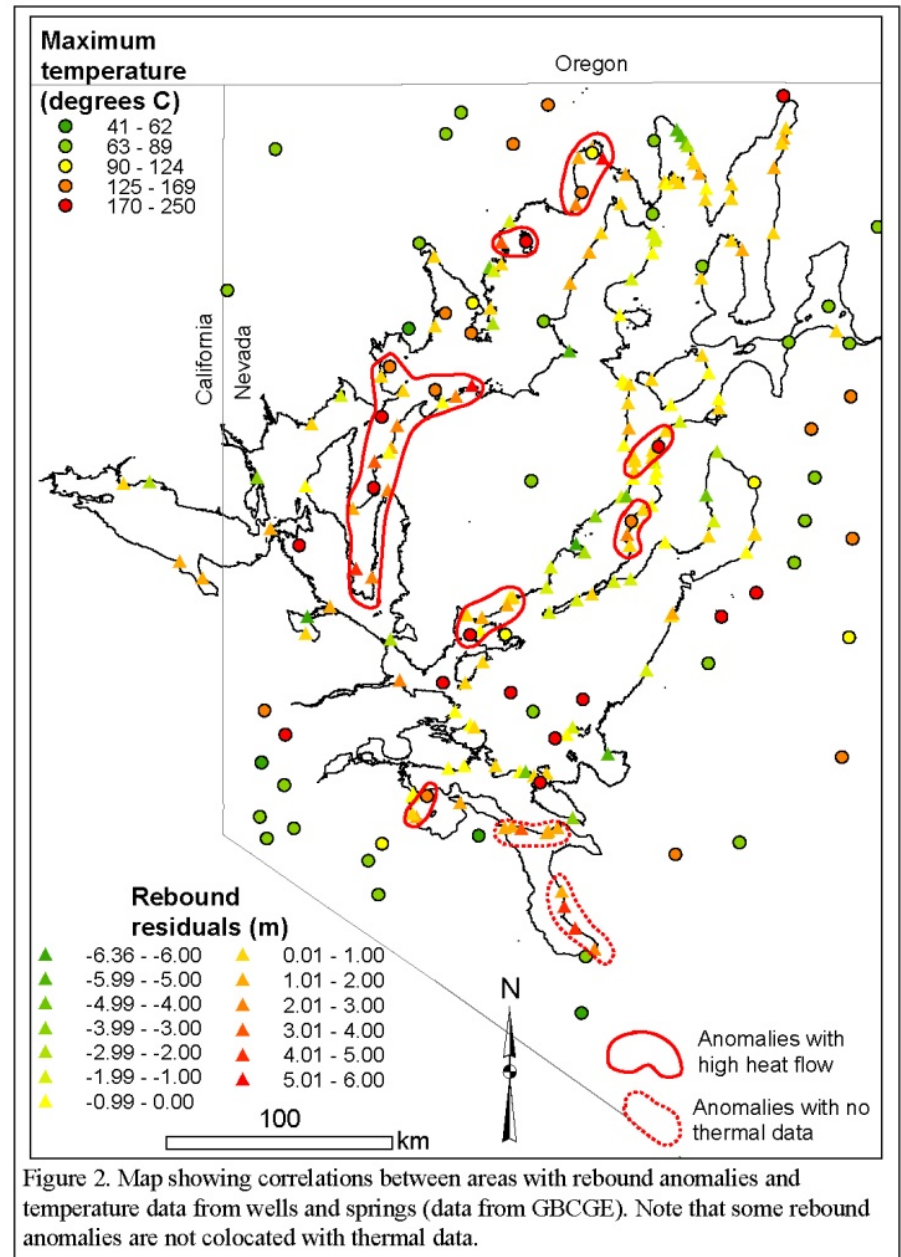 Maximum
temperature
(degrees C)
41 - 62
63 - 89
90 - 124
125 - 169
170 - 250
Oregon
California
Nevada
Rebound
residuals (m)
-6.36 - -6.00
-5.99 - -5.00
-4.99 - -4.00
-3.99 - -3.00
-2.99 - -2.00
-1.99 - -1.00
-0.99 - 0.00
0.01 - 1.00
1.01 - 2.00
2.01 - 3.00
3.01 - 4.00
4.01 - 5.00
5.01 - 6.00
100
km
N
Anomalies with
high heat flow
Anomalies with no
thermal data
Figure 2. Map showing correlations between areas with rebound anomalies and
temperature data from wells and springs (data from GBCGE). Note that some rebound
anomalies are not colocated with thermal data.